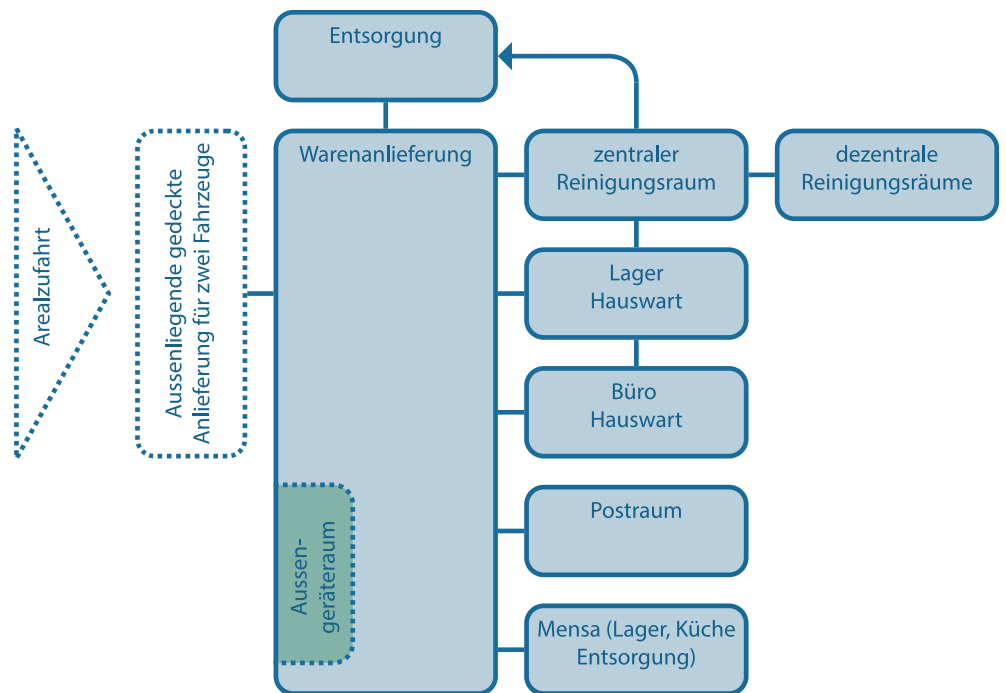 Entsorgung
Arealzufahrt
Aussenliegende gedeckte
Anlieferung für zwei Fahrzeuge
Warenanlieferung
zentraler
Reinigungsraum
dezentrale
Reinigungsräume
Lager
Hauswart
Büro
Hauswart
Aussen-
geräteraum
Postraum
Mensa (Lager, Küche
Entsorgung)